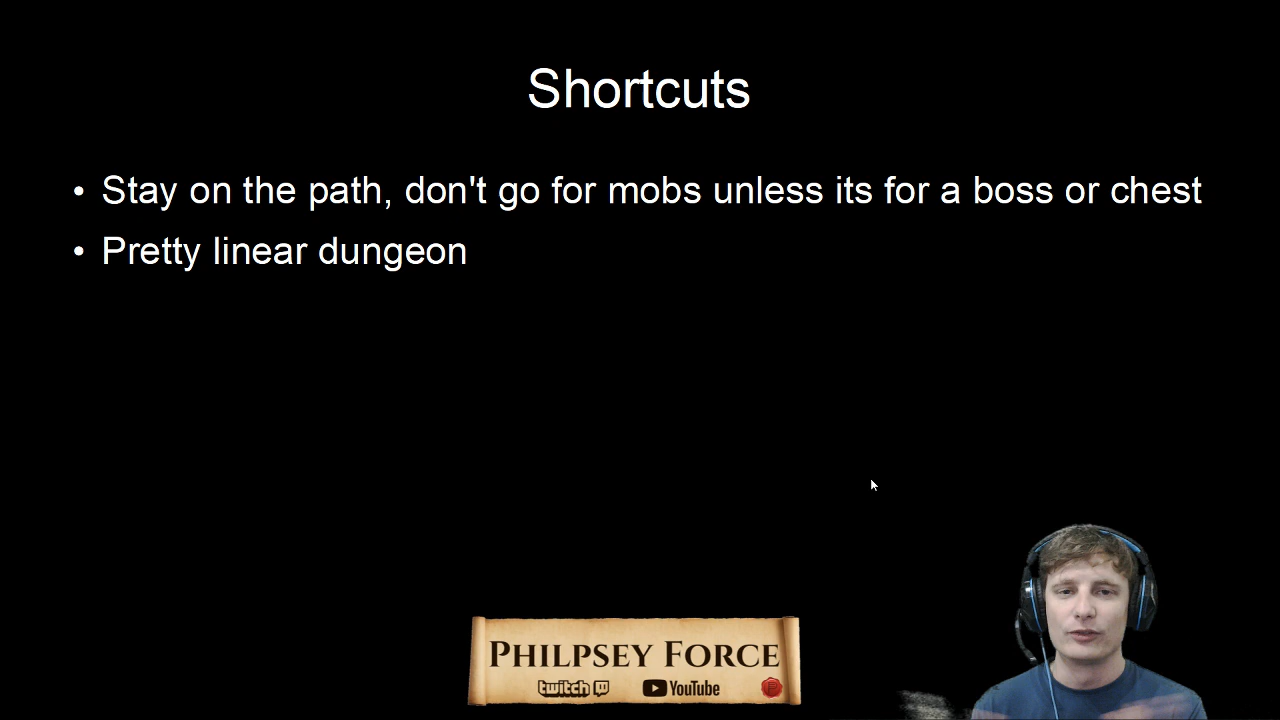 Shortcuts
• Stay on the path, don't go for mobs unless its for a boss or chest
• Pretty linear dungeon
PHILPSEY FORCE
twitch YouTube